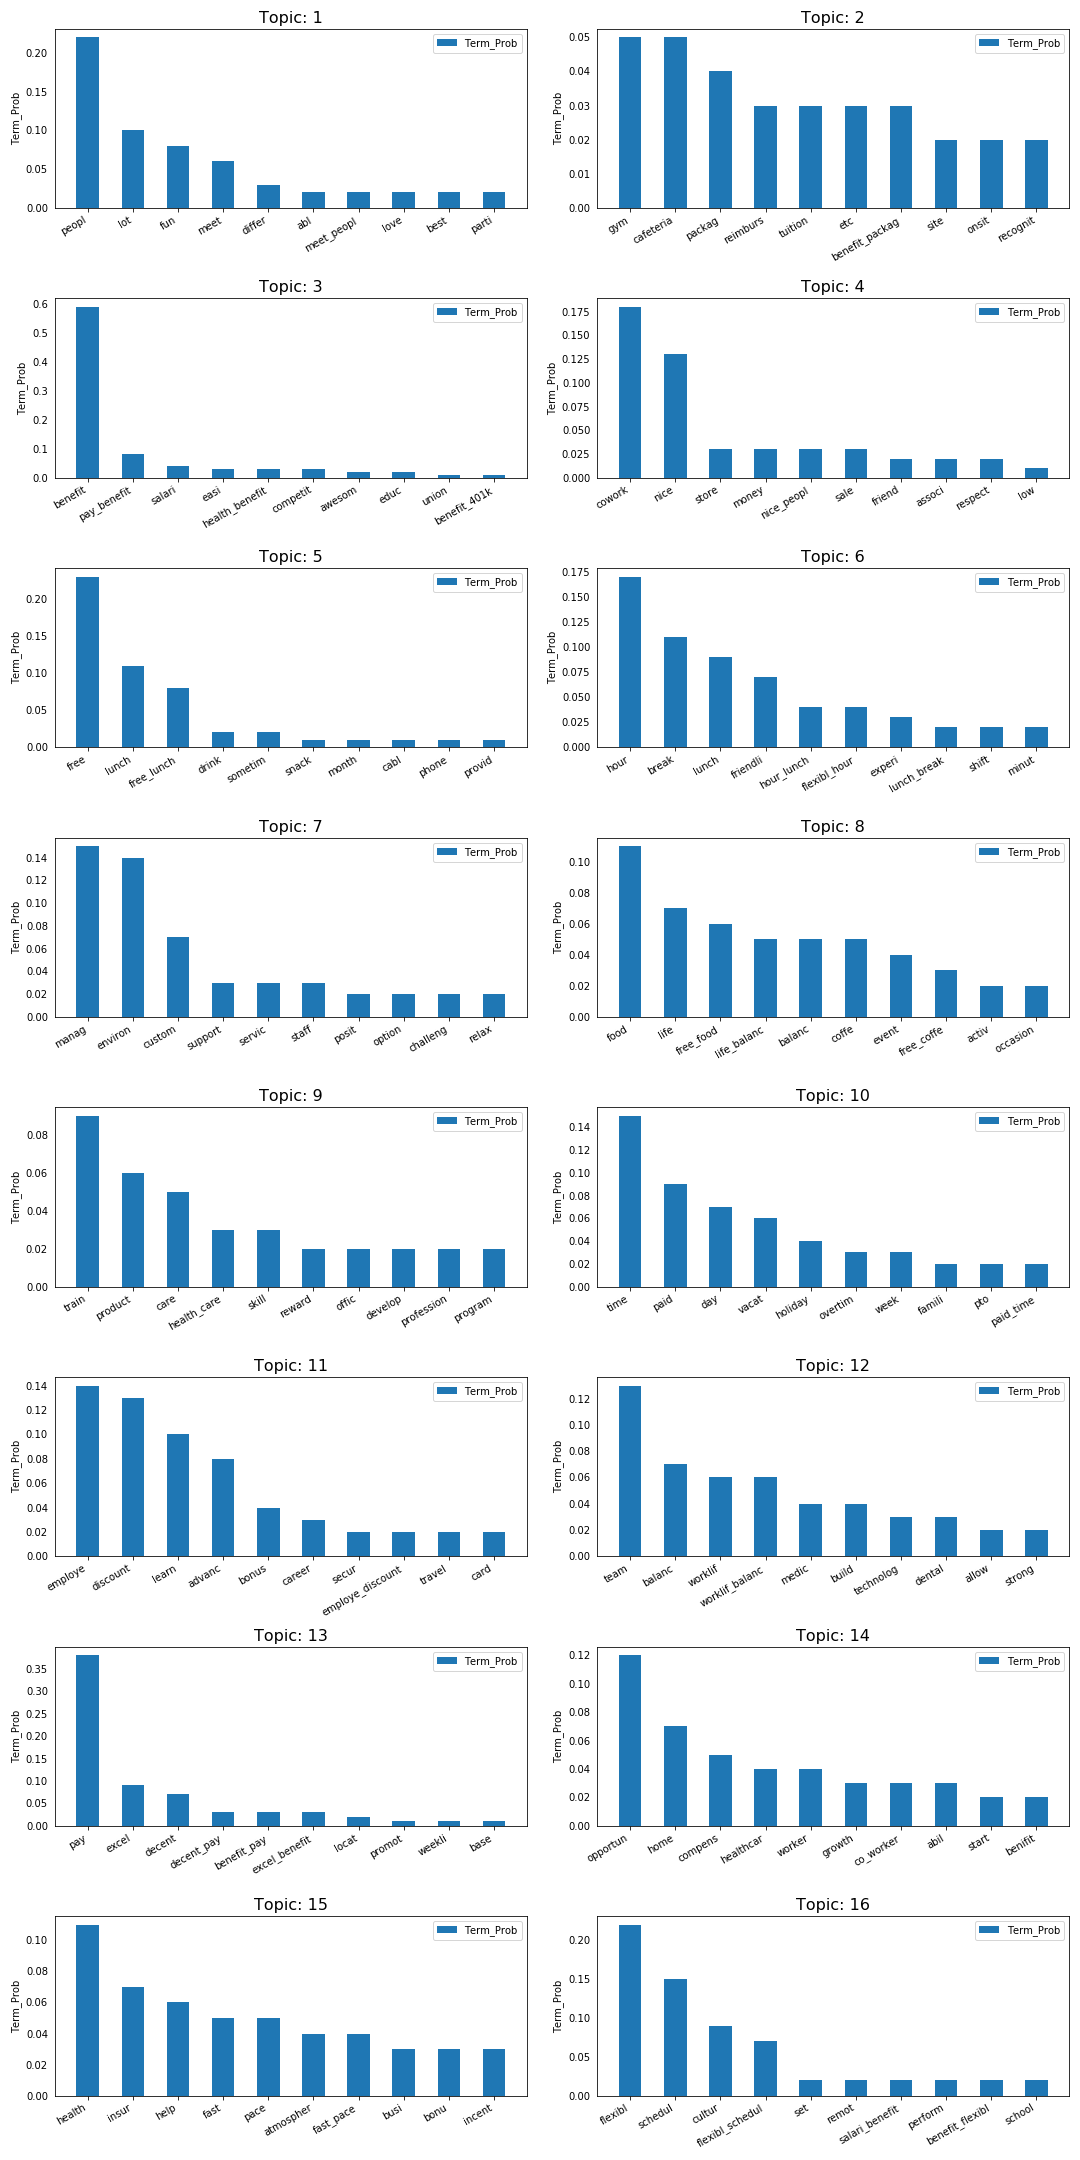 Topic: 1
Term_Prob
Term_Prob
0.20
0.15
0.10
0.05
0.00
peopl lot fun meet differ abl meet_peopl love best parti
Topic: 2
Term_Prob
Term_Prob
0.05
0.04
0.03
0.02
0.01
0.00
gym cafeteria packag reimburs tuition etc benefit_packag site onsit recognit
Topic: 3
Term_Prob
Term_Prob
0.6
0.5
0.4
0.3
0.2
0.1
0.0
benefit pay_benefit salari easi health_benefit competit awesom educ union benefit_401k
Topic: 4
Term_Prob
Term_Prob
0.175
0.150
0.125
0.100
0.075
0.050
0.025
0.000
cowork nice store money nice_peopl sale friend associ respect low
Topic: 5
Term_Prob
Term_Prob
0.20
0.15
0.10
0.05
0.00
free lunch free_lunch drink sometim snack month cabl phone provid
Topic: 6
Term_Prob
Term_Prob
0.175
0.150
0.125
0.100
0.075
0.050
0.025
0.000
hour break lunch friendli hour_lunch flexibl_hour experi lunch_break shift minut
Topic: 7
Term_Prob
Term_Prob
0.14
0.12
0.10
0.08
0.06
0.04
0.02
0.00
manag environ custom support servic staff posit option challeng relax
Topic: 8
Term_Prob
Term_Prob
0.10
0.08
0.06
0.04
0.02
0.00
food life free_food life_balanc balanc coffe event free_coffe activ occasion
Topic: 9
Term_Prob
Term_Prob
0.08
0.06
0.04
0.02
0.00
train product care health_care skill reward offic develop profession program
Topic: 10
Term_Prob
Term_Prob
0.14
0.12
0.10
0.08
0.06
0.04
0.02
0.00
time paid day vacat holiday overtim week famili pto paid_time
Topic: 11
Term_Prob
Term_Prob
0.14
0.12
0.10
0.08
0.06
0.04
0.02
0.00
employe discount learn advanc bonus career secur employe_discount travel card
Topic: 12
Term_Prob
Term_Prob
0.12
0.10
0.08
0.06
0.04
0.02
0.00
team balanc worklif worklif_balanc medic build technolog dental allow strong
Topic: 13
Term_Prob
Term_Prob
0.35
0.30
0.25
0.20
0.15
0.10
0.05
0.00
pay excel decent decent_pay benefit_pay excel_benefit locat promot weekli base
Topic: 14
Term_Prob
Term_Prob
0.12
0.10
0.08
0.06
0.04
0.02
0.00
opportun home compens healthcar worker growth co_worker abil start benifit
Topic: 15
Term_Prob
Term_Prob
0.10
0.08
0.06
0.04
0.02
0.00
health insur help fast pace atmospher fast_pace busi bonu incent
Topic: 16
Term_Prob
Term_Prob
0.20
0.15
0.10
0.05
0.00
flexibl schedul cultur flexibl_schedul set remot salari_benefit perform benefit_flexibl school